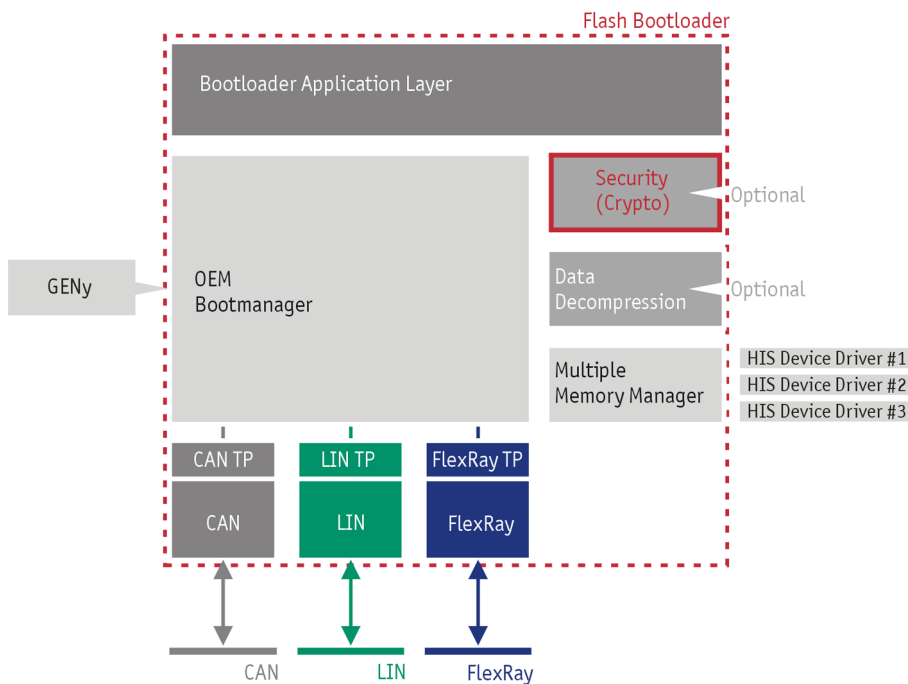 Flash Bootloader
Bootloader Application Layer
Security
(Crypto)
Optional
GENy
OEM
Bootmanager
Data
Decompression
Optional
Multiple
Memory Manager
HIS Device Driver #1
HIS Device Driver #2
HIS Device Driver #3
CAN TP
LIN TP
FlexRay TP
CAN
LIN
FlexRay
CAN
LIN
FlexRay